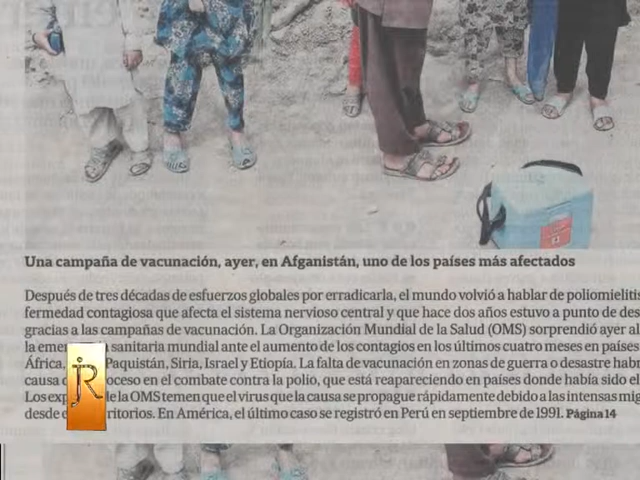 Una campaña de vacunación, ayer, en Afganistán, uno de los países más afectados
Después de tres décadas de esfuerzos globales por erradicarla, el mundo volvió a hablar de poliomielitis
fermedad contagiosa que afecta el sistema nervioso central y que hace dos años estuvo a punto de des
gracias a las campañas de vacunación. La Organización Mundial de la Salud (OMS) sorprendió ayer al
la emer sanitaria mundial ante el aumento de los contagios en los últimos cuatro meses en países
África, Paquistán, Siria, Israel y Etiopía. La falta de vacunación en zonas de guerra o desastre habr
causa oceso en el combate contra la polio, que está reapareciendo en países donde había sido el
Los exp e la OMS temen que el virus que la causa se propague rápidamente debido a las intensas mig
desde e ritorios. En América, el último caso se registró en Perú en septiembre de 1991. Página 14
JR